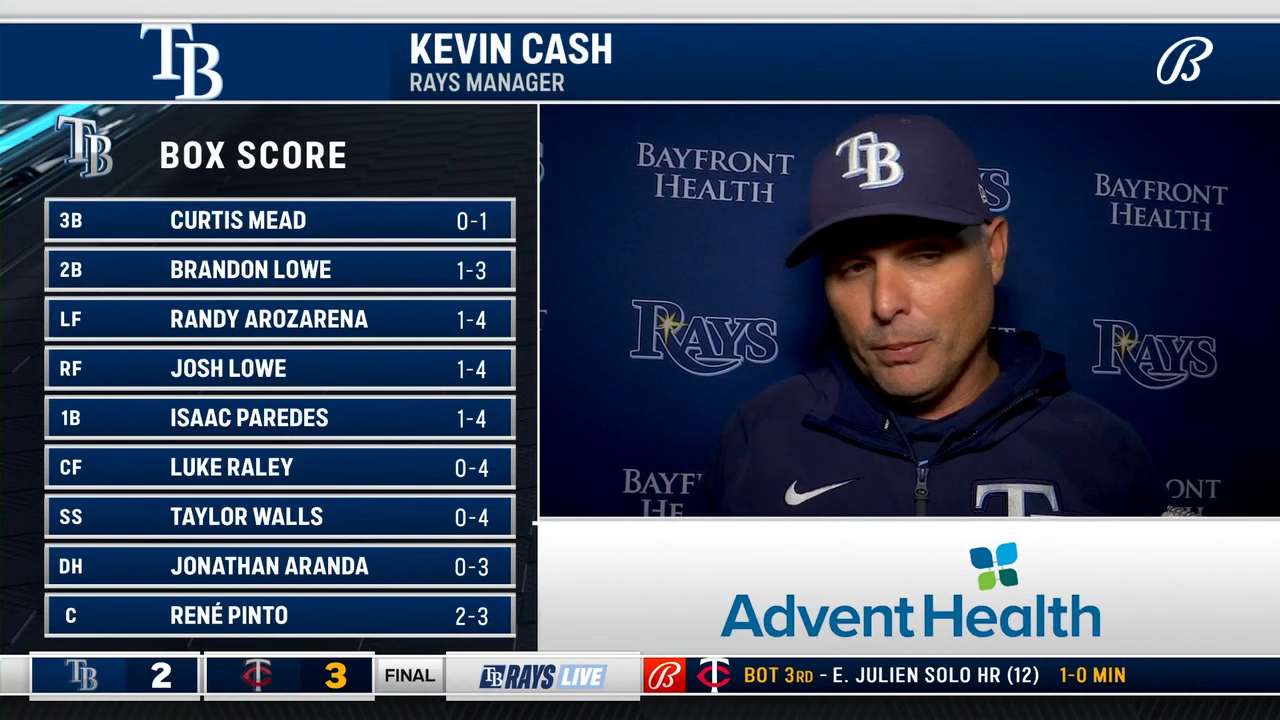 TB
KEVIN CASH
RAYS MANAGER
B
TB
BOX SCORE
3B CURTIS MEAD 0-1
2B BRANDON LOWE 1-3
LF RANDY AROZARENA 1-4
RF JOSH LOWE 1-4
1B ISAAC PAREDES 1-4
CF LUKE RALEY 0-4
SS TAYLOR WALLS 0-4
DH JONATHAN ARANDA 0-3
C RENÉ PINTO 2-3
BAYFRONT
HEALTH
TB
BAYFRONT
HEALTH
RAYS
RAYS
AdventHealth
TB 2 TC 3 FINAL TB RAYS LIVE B TC BOT 3RD - E. JULIEN SOLO HR (12) 1-0 MIN